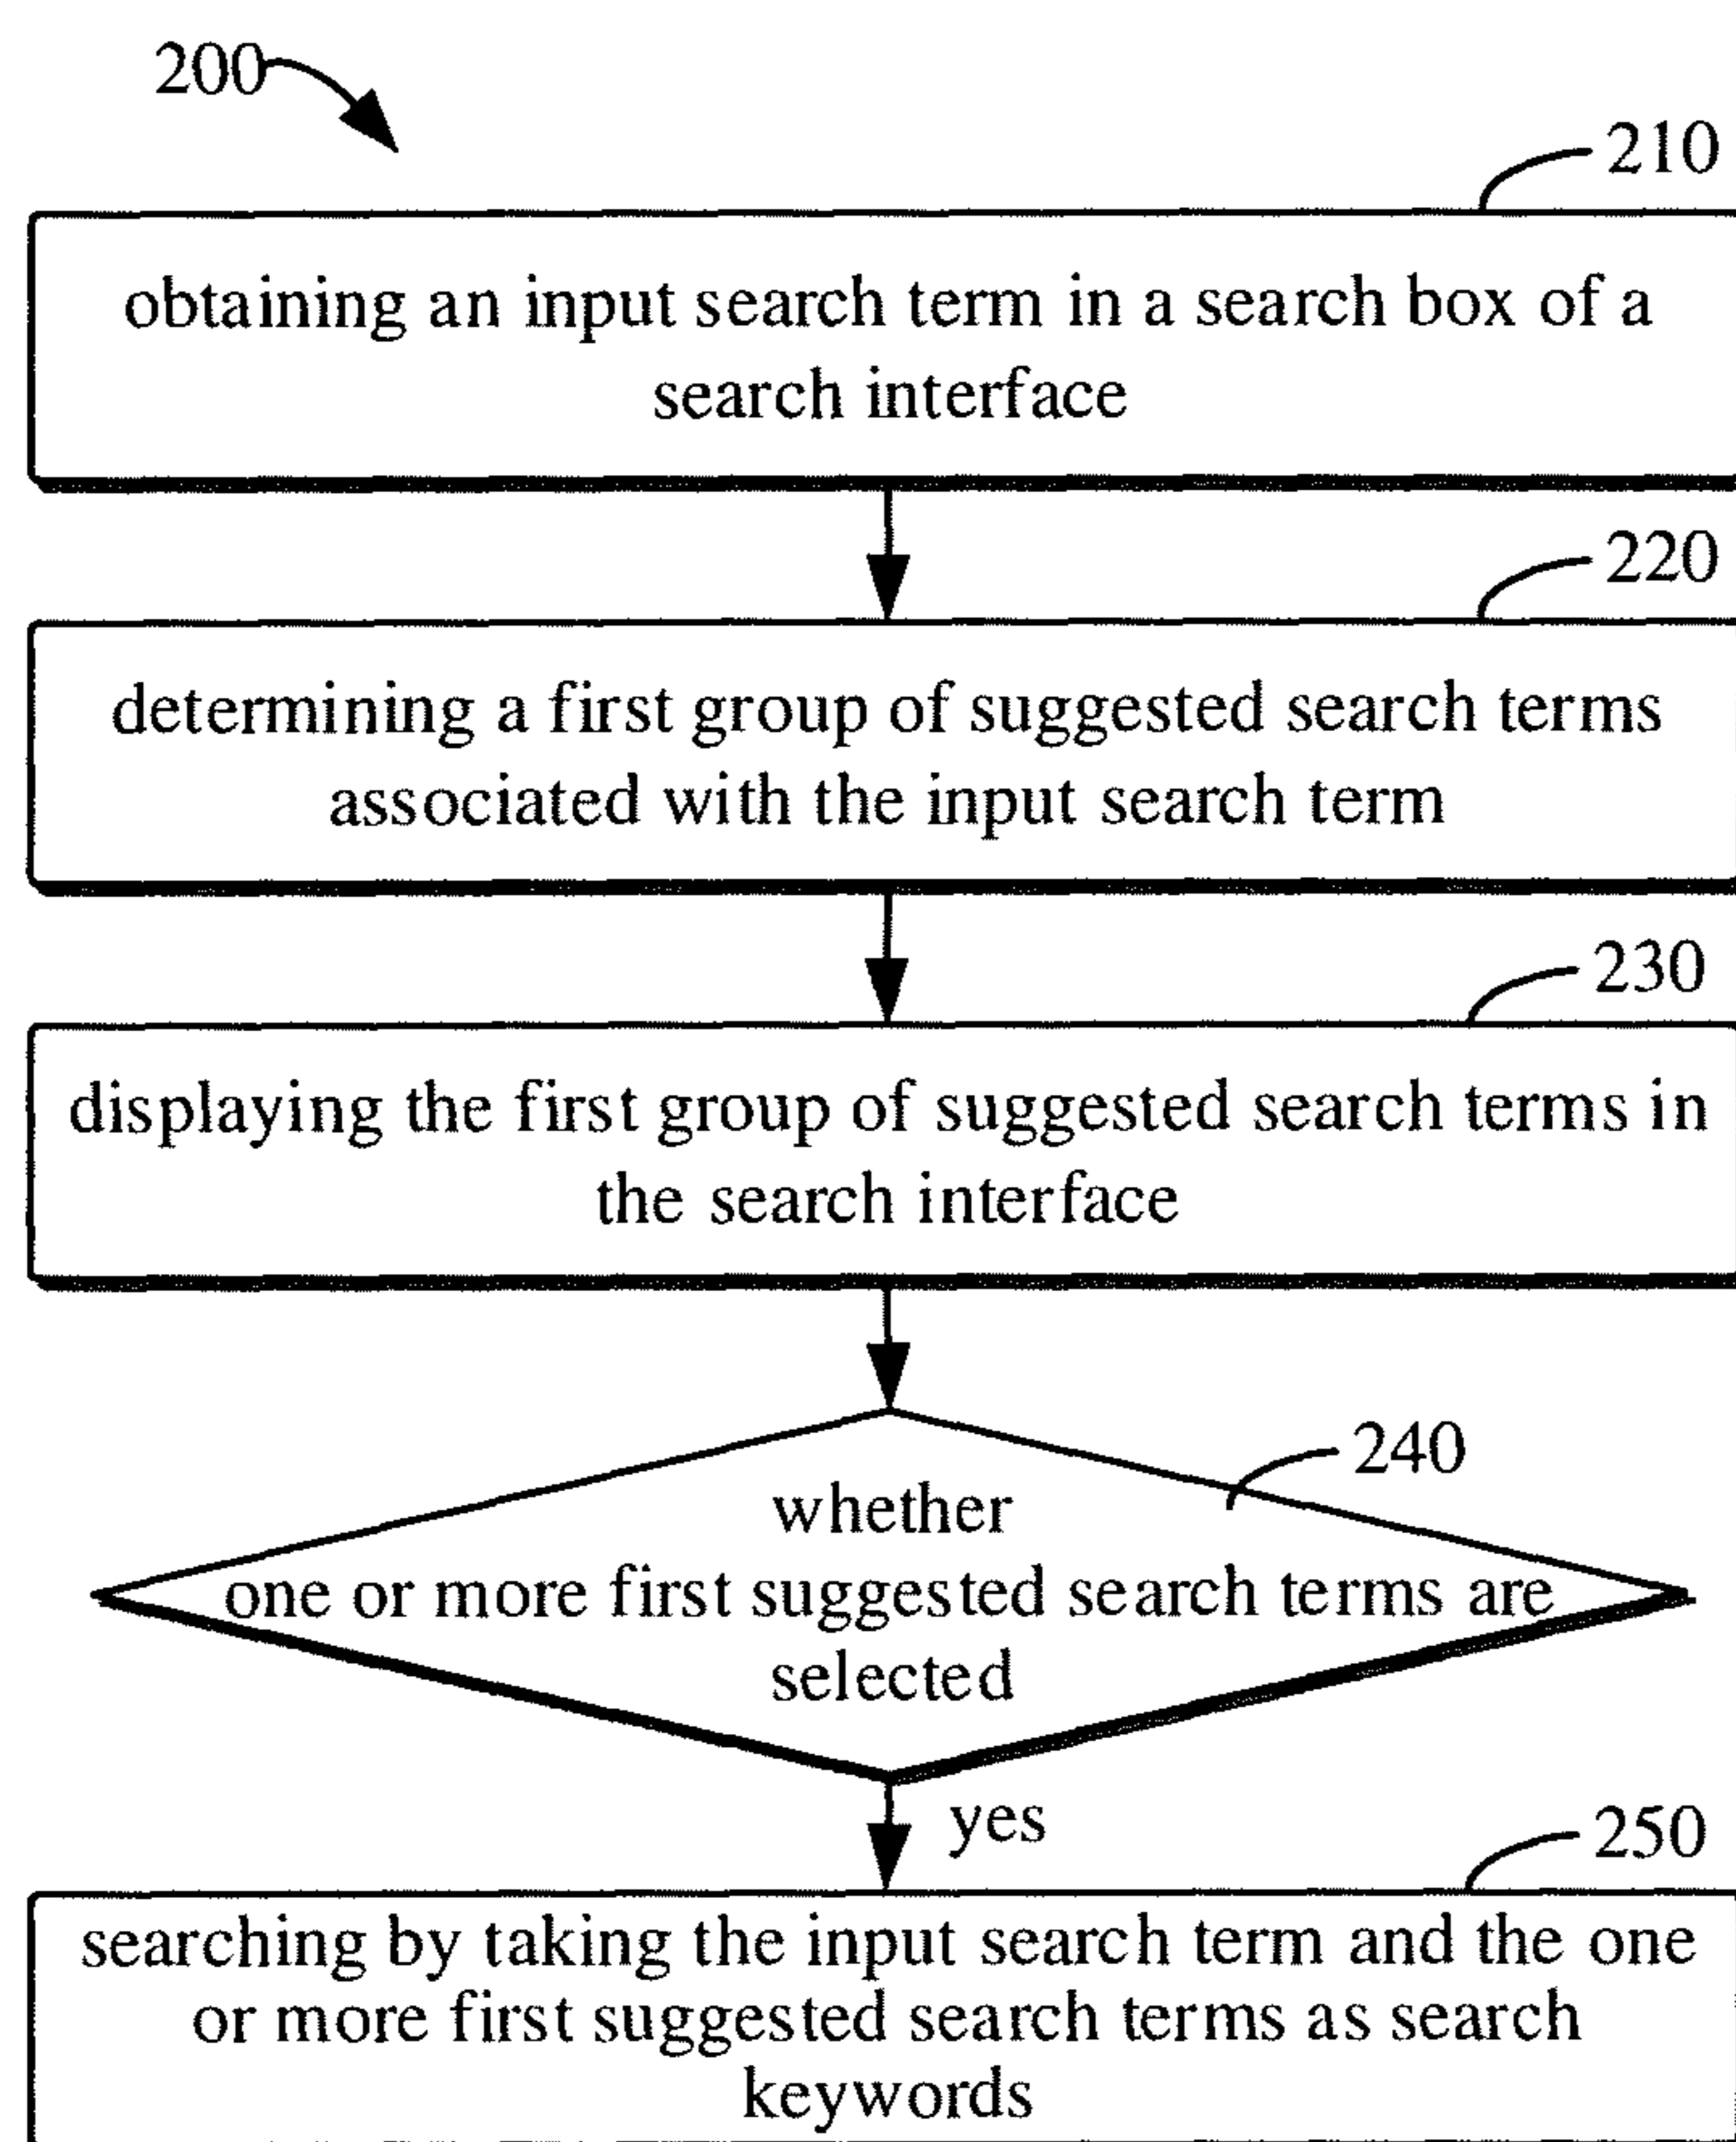 200
210
obtaining an input search term in a search box of a
search interface
220
determining a first group of suggested search terms
associated with the input search term
230
displaying the first group of suggested search terms in
the search interface
240
whether
one or more first suggested search terms are
selected
yes
250
searching by taking the input search term and the one
or more first suggested search terms as search
keywords